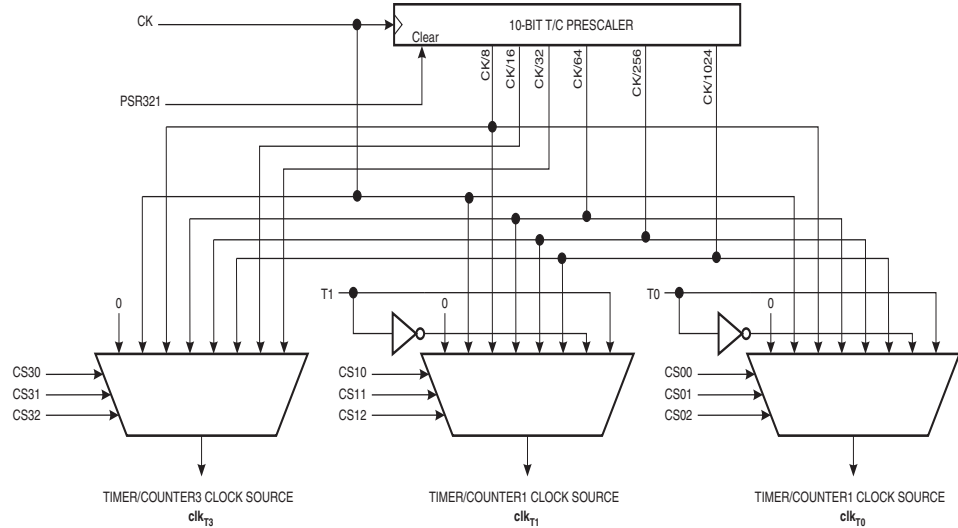 CK
10-BIT T/C PRESCALER
Clear
CK/8
CK/16
CK/32
CK/64
CK/256
CK/1024
PSR321
T1
T0
0
0
0
CS30
CS31
CS32
CS10
CS11
CS12
CS00
CS01
CS02
TIMER/COUNTER3 CLOCK SOURCE
clkT3
TIMER/COUNTER1 CLOCK SOURCE
clkT1
TIMER/COUNTER1 CLOCK SOURCE
clkT0